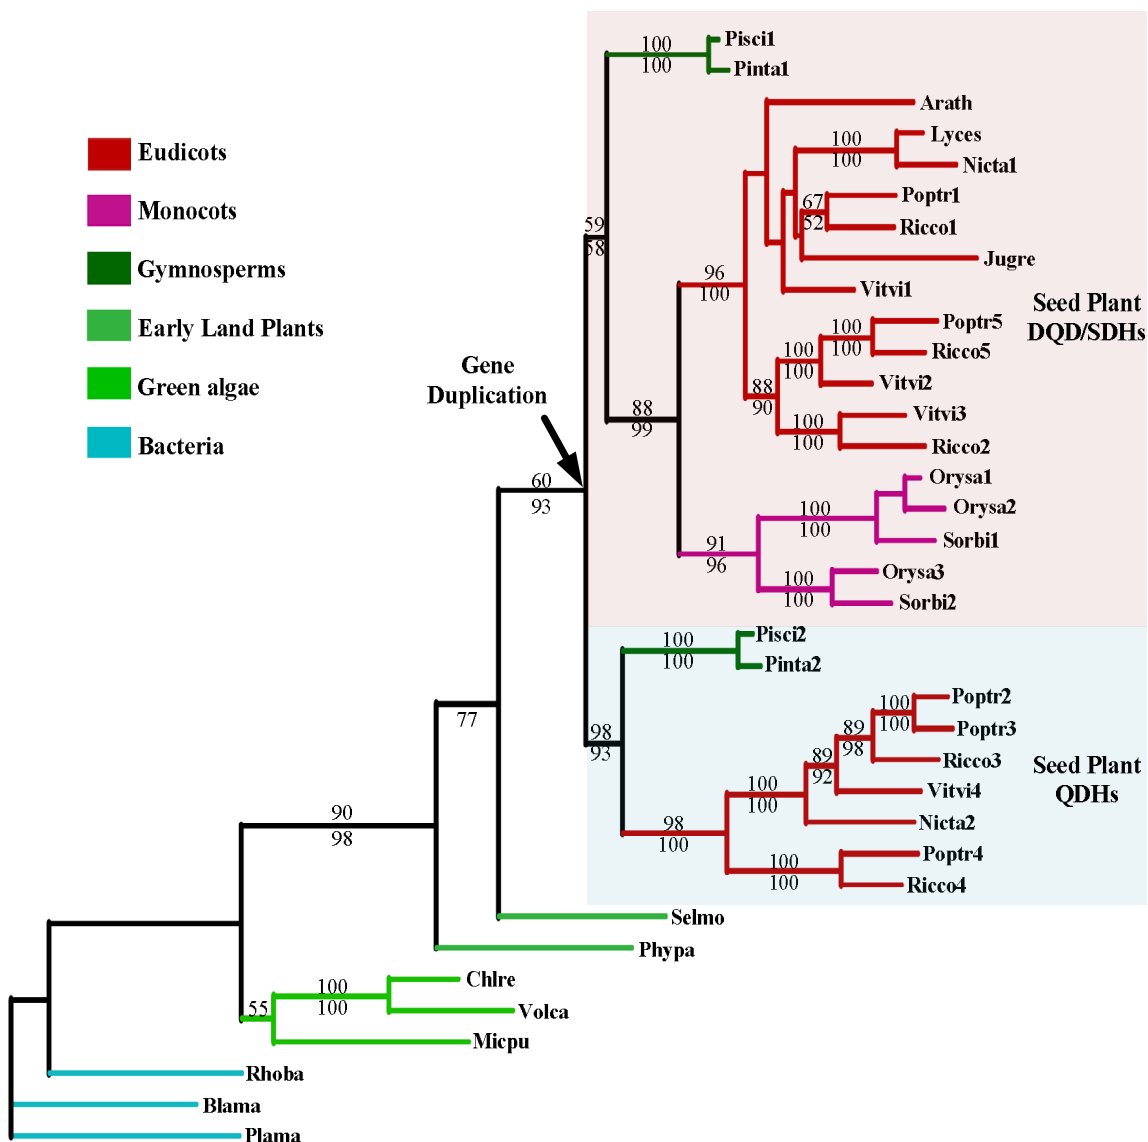 100
100
Pisci1
Pinta1
Arath
Eudicots
Lyces
100
100
Nicta1
Monocots
67
52
Poptr1
Ricco1
59
58
Gymnosperms
Jugre
96
100
Vitvi1
Seed Plant
DQD/SDHs
Early Land Plants
100
100
Poptr5
Ricco5
100
100
Vitvi2
Gene
Duplication
Green algae
88
90
88
99
Vitvi3
100
100
Ricco2
Bacteria
60
93
Orysa1
Orysa2
100
100
Sorbi1
91
96
Orysa3
100
100
Sorbi2
Pisci2
100
100
Pinta2
Poptr2
100
100
Poptr3
77
98
93
89
98
Ricco3
89
92
Vitvi4
Seed Plant
QDHs
100
100
Nicta2
90
98
98
100
Poptr4
100
100
Ricco4
Selmo
Phypa
Chlre
100
100
55
Volca
Micpu
Rhoba
Blama
Plama